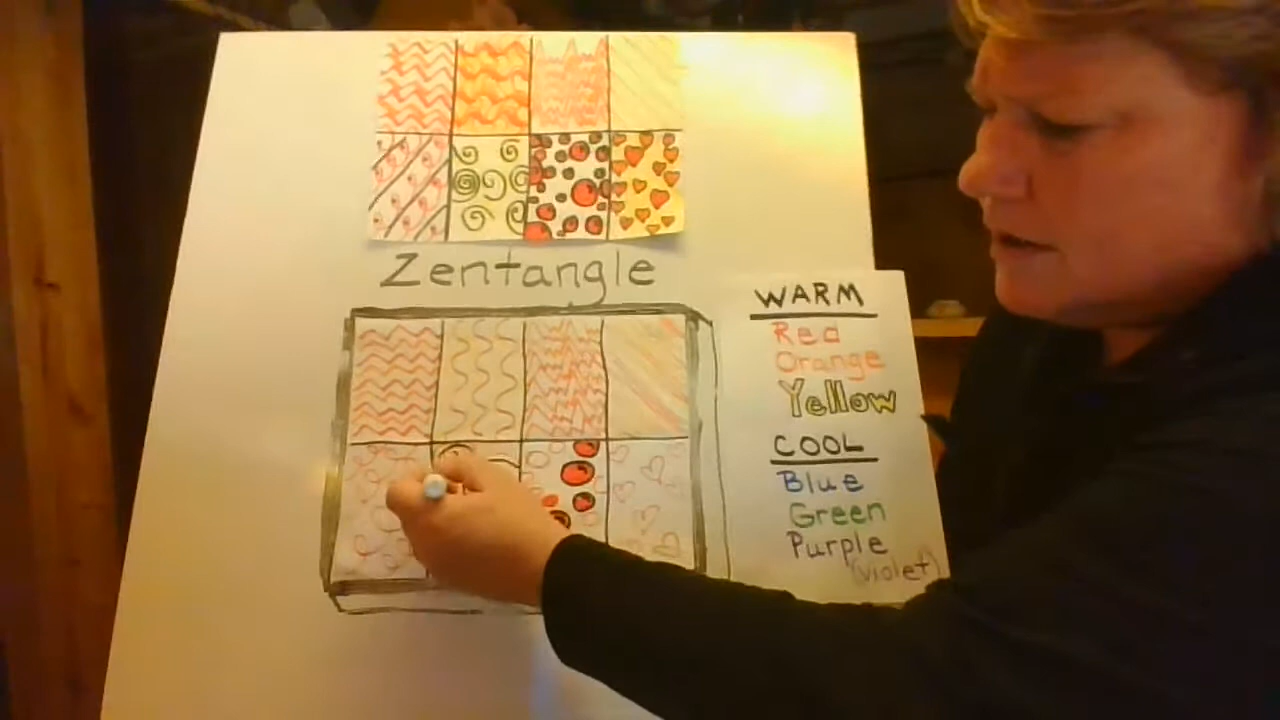 Zentangle
WARM
Red
Orange
Yellow
COOL
Blue
Green
Purple
(violet)